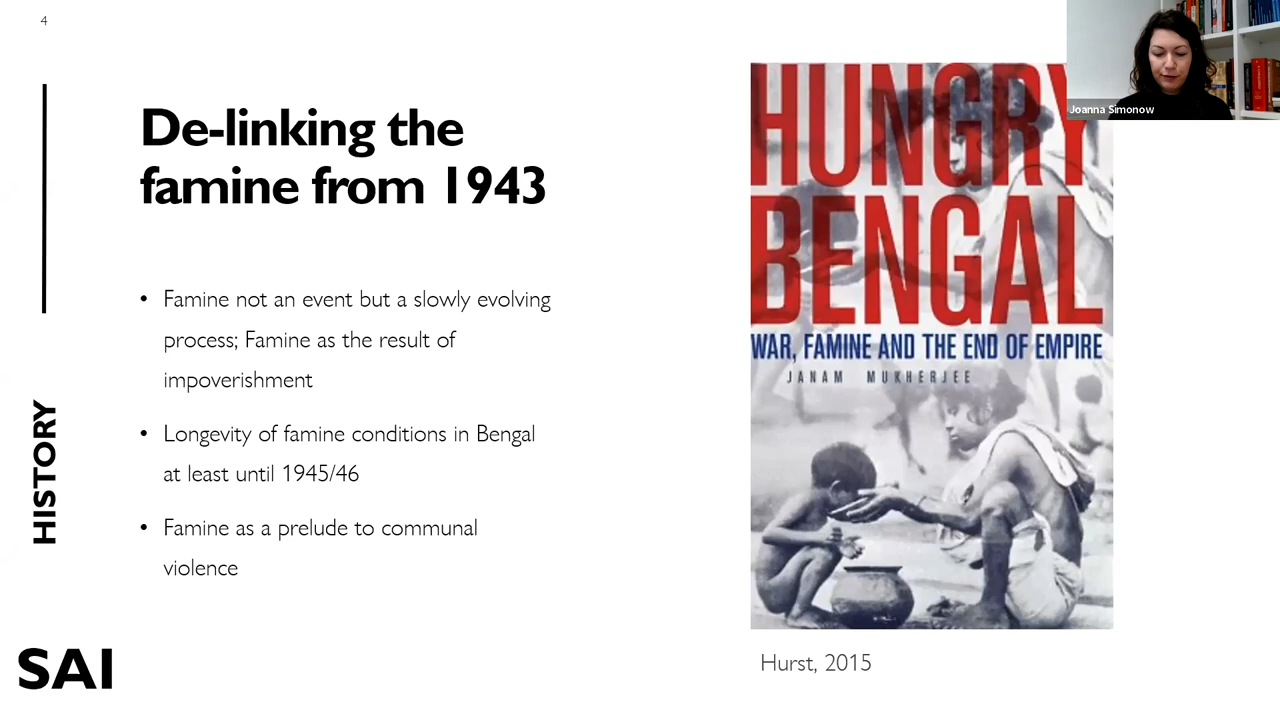 4
De-linking the
famine from 1943
• Famine not an event but a slowly evolving
process; Famine as the result of
impoverishment
• Longevity of famine conditions in Bengal
at least until 1945/46
• Famine as a prelude to communal
violence
HISTORY
SAI
HUNGRY
BENGAL
WAR, FAMINE AND THE END OF EMPIRE
JANAM MUKHERJEE
Hurst, 2015
Joanna Simonow